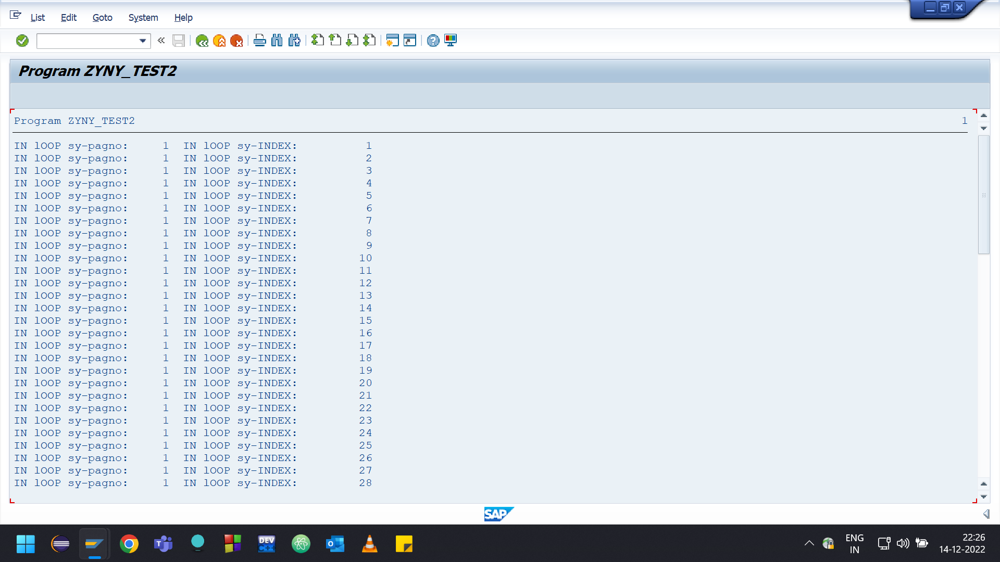 List Edit Goto System Help
Program ZYNY_TEST2
Program ZYNY_TEST2 1
IN lOOP sy-pagno: 1 IN lOOP sy-INDEX: 1
IN lOOP sy-pagno: 1 IN lOOP sy-INDEX: 2
IN lOOP sy-pagno: 1 IN lOOP sy-INDEX: 3
IN lOOP sy-pagno: 1 IN lOOP sy-INDEX: 4
IN lOOP sy-pagno: 1 IN lOOP sy-INDEX: 5
IN lOOP sy-pagno: 1 IN lOOP sy-INDEX: 6
IN lOOP sy-pagno: 1 IN lOOP sy-INDEX: 7
IN lOOP sy-pagno: 1 IN lOOP sy-INDEX: 8
IN lOOP sy-pagno: 1 IN lOOP sy-INDEX: 9
IN lOOP sy-pagno: 1 IN lOOP sy-INDEX: 10
IN lOOP sy-pagno: 1 IN lOOP sy-INDEX: 11
IN lOOP sy-pagno: 1 IN lOOP sy-INDEX: 12
IN lOOP sy-pagno: 1 IN lOOP sy-INDEX: 13
IN lOOP sy-pagno: 1 IN lOOP sy-INDEX: 14
IN lOOP sy-pagno: 1 IN lOOP sy-INDEX: 15
IN lOOP sy-pagno: 1 IN lOOP sy-INDEX: 16
IN lOOP sy-pagno: 1 IN lOOP sy-INDEX: 17
IN lOOP sy-pagno: 1 IN lOOP sy-INDEX: 18
IN lOOP sy-pagno: 1 IN lOOP sy-INDEX: 19
IN lOOP sy-pagno: 1 IN lOOP sy-INDEX: 20
IN lOOP sy-pagno: 1 IN lOOP sy-INDEX: 21
IN lOOP sy-pagno: 1 IN lOOP sy-INDEX: 22
IN lOOP sy-pagno: 1 IN lOOP sy-INDEX: 23
IN lOOP sy-pagno: 1 IN lOOP sy-INDEX: 24
IN lOOP sy-pagno: 1 IN lOOP sy-INDEX: 25
IN lOOP sy-pagno: 1 IN lOOP sy-INDEX: 26
IN lOOP sy-pagno: 1 IN lOOP sy-INDEX: 27
IN lOOP sy-pagno: 1 IN lOOP sy-INDEX: 28
SAP
DEV
C++
ENG 22:26
IN 14-12-2022